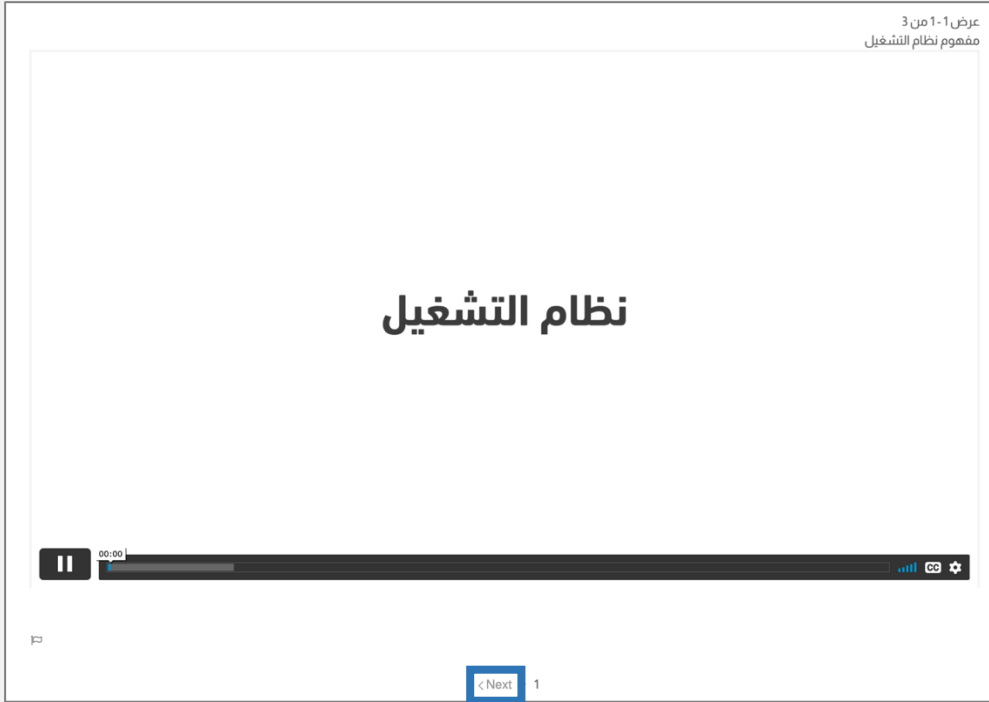 عرض 1 - 1 من 3
مفهوم نظام التشغيل
نظام التشغيل
00:00
CC
1
< Next